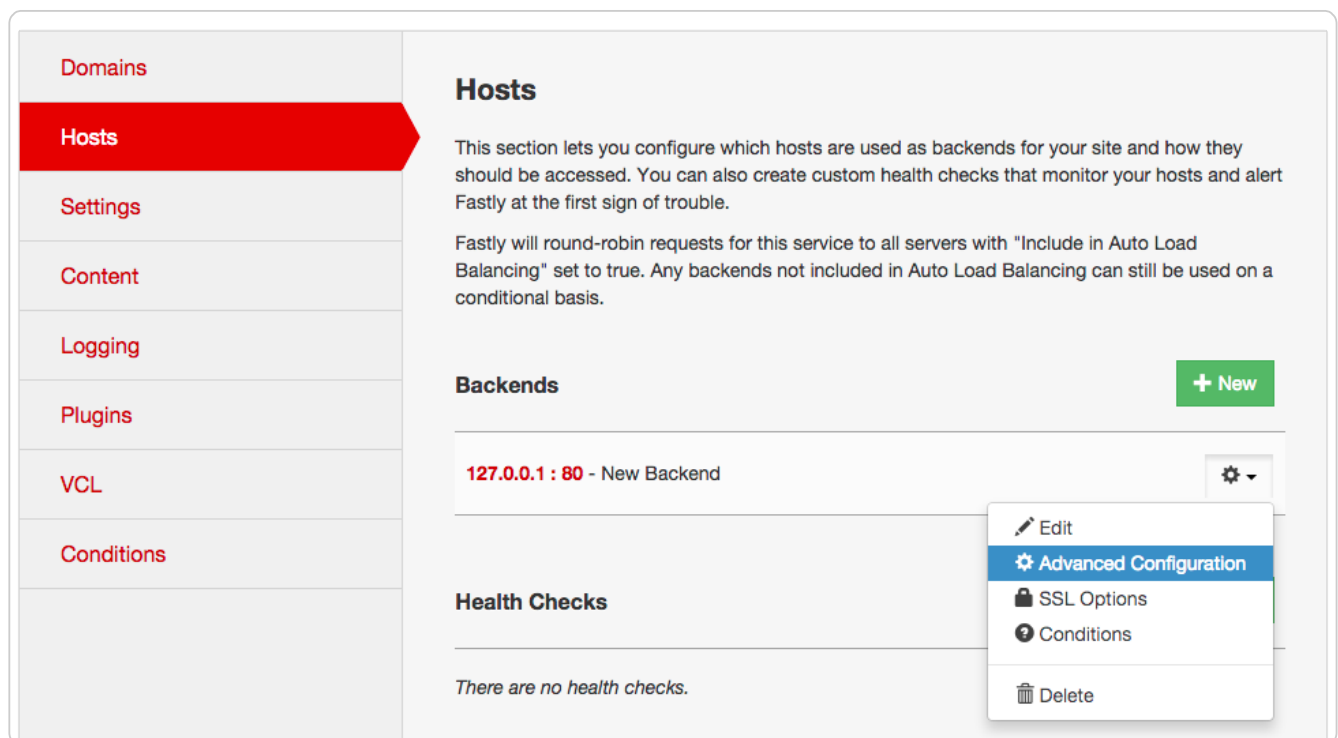 Domains
Hosts
Settings
Content
Logging
Plugins
VCL
Conditions
Hosts
This section lets you configure which hosts are used as backends for your site and how they
should be accessed. You can also create custom health checks that monitor your hosts and alert
Fastly at the first sign of trouble.
Fastly will round-robin requests for this service to all servers with "Include in Auto Load
Balancing" set to true. Any backends not included in Auto Load Balancing can still be used on a
conditional basis.
Backends
New
127.0.0.1 : 80 - New Backend
Edit
Advanced Configuration
SSL Options
Conditions
Delete
Health Checks
There are no health checks.